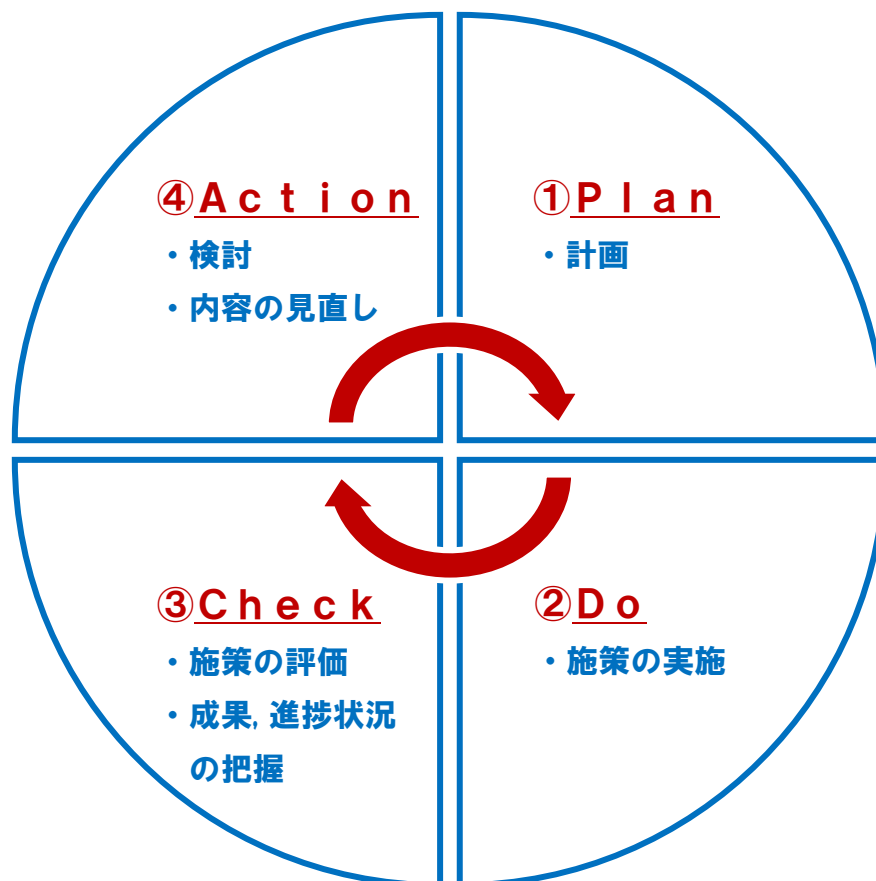 ①Plan
・計画
②Do
・施策の実施
③Check
・施策の評価
・成果,進捗状況
の把握
④Action
・検討
・内容の見直し